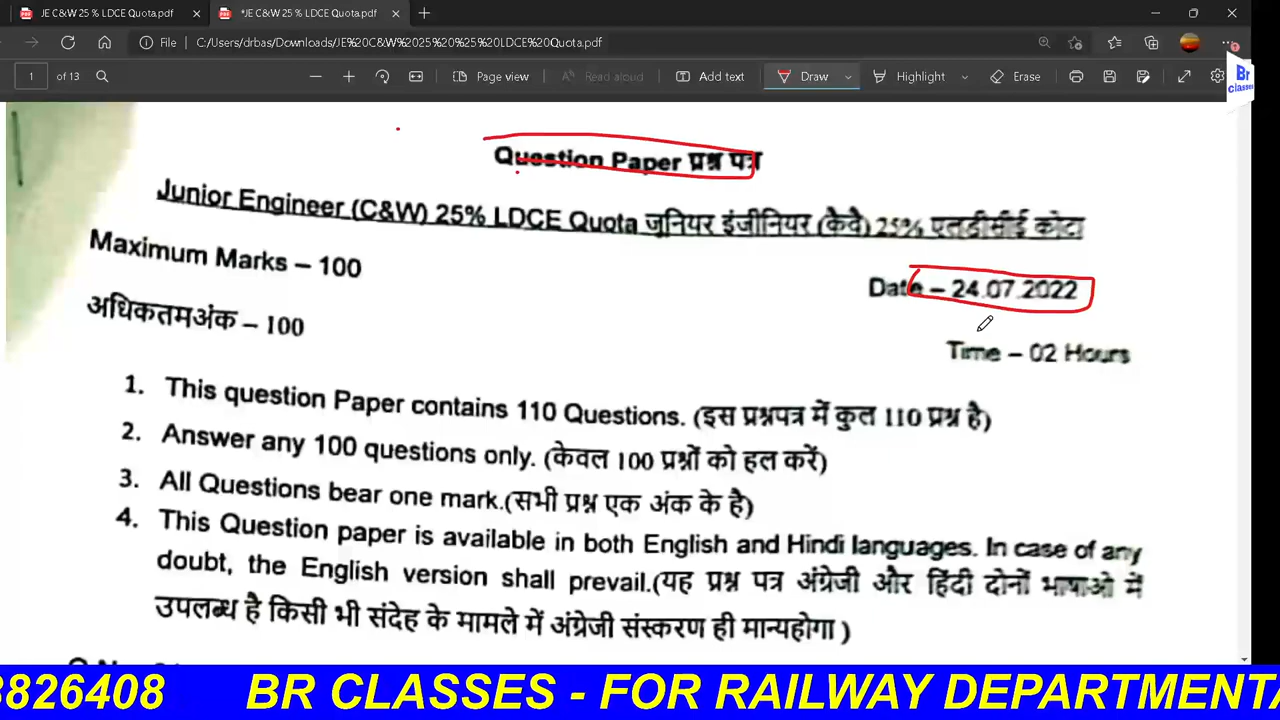 JE C&W 25 % LDCE Quota.pdf
*JE C&W 25 % LDCE Quota.pdf
File
C:/Users/drbas/Downloads/JE%20C&W%2025%20%25%20LDCE%20Quota.pdf
1 of 13
Page view
Read aloud
Add text
Draw
Highlight
Erase
Br classes
Question Paper प्रश्न पत्र
Junior Engineer (C&W) 25% LDCE Quota जुनियर इंजीनियर (कैवै) 25% एलडीसीई कोटा
Maximum Marks – 100
Date – 24.07.2022
अधिकतमअंक – 100
Time – 02 Hours
1. This question Paper contains 110 Questions. (इस प्रश्नपत्र में कुल 110 प्रश्न है)
2. Answer any 100 questions only. (केवल 100 प्रश्नों को हल करें)
3. All Questions bear one mark.(सभी प्रश्न एक अंक के है)
4. This Question paper is available in both English and Hindi languages. In case of any
doubt, the English version shall prevail.(यह प्रश्न पत्र अंग्रेजी और हिंदी दोनों भाषाओ में
उपलब्ध है किसी भी संदेह के मामले में अंग्रेजी संस्करण ही मान्यहोगा )
3826408 BR CLASSES - FOR RAILWAY DEPARTMENTA